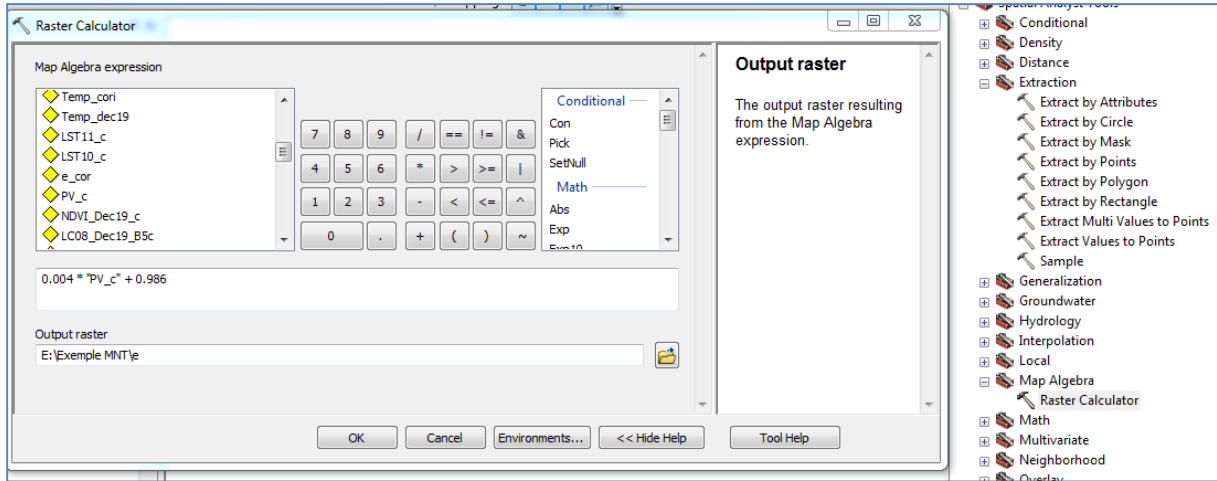 Raster Calculator
Map Algebra expression
Temp_cori
Temp_dec19
LST11_c
LST10_c
e_cor
PV_c
NDVI_Dec19_c
LC08_Dec19_B5c
7 8 9 / == != &
4 5 6 * > >= |
1 2 3 - < <= ^
0 . + ( ) ~
Conditional
Con
Pick
SetNull
Math
Abs
Exp
Exp10
0.004 * "PV_c" + 0.986
Output raster
E:\Exemple MNT\e
OK Cancel Environments... << Hide Help Tool Help
Output raster
The output raster resulting
from the Map Algebra
expression.
Spatial Analyst Tools
Conditional
Density
Distance
Extraction
Extract by Attributes
Extract by Circle
Extract by Mask
Extract by Points
Extract by Polygon
Extract by Rectangle
Extract Multi Values to Points
Extract Values to Points
Sample
Generalization
Groundwater
Hydrology
Interpolation
Local
Map Algebra
Raster Calculator
Math
Multivariate
Neighborhood
Overlay